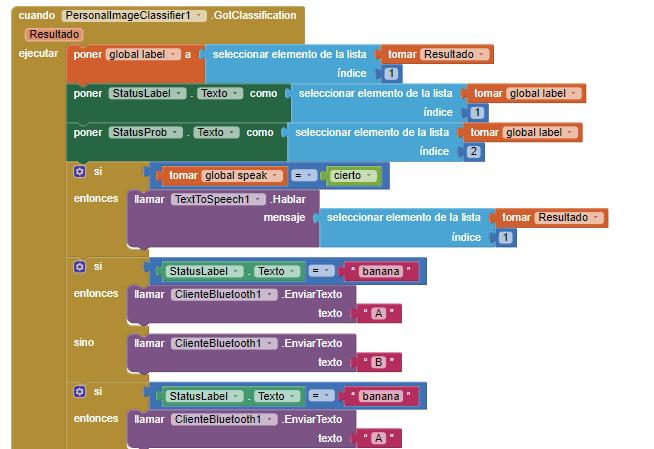 cuando PersonalImageClassifier1 .GotClassification
Resultado
ejecutar poner global label a seleccionar elemento de la lista tomar Resultado
índice 1
poner StatusLabel . Texto como seleccionar elemento de la lista tomar global label
índice 1
poner StatusProb . Texto como seleccionar elemento de la lista tomar global label
índice 2
si tomar global speak = cierto
entonces llamar TextToSpeech1 .Hablar
mensaje seleccionar elemento de la lista tomar Resultado
índice 1
si StatusLabel . Texto = “ banana ”
entonces llamar ClienteBluetooth1 .EnviarTexto
texto “ A ”
sino llamar ClienteBluetooth1 .EnviarTexto
texto “ B ”
si StatusLabel . Texto = “ banana ”
entonces llamar ClienteBluetooth1 .EnviarTexto
texto “ A ”